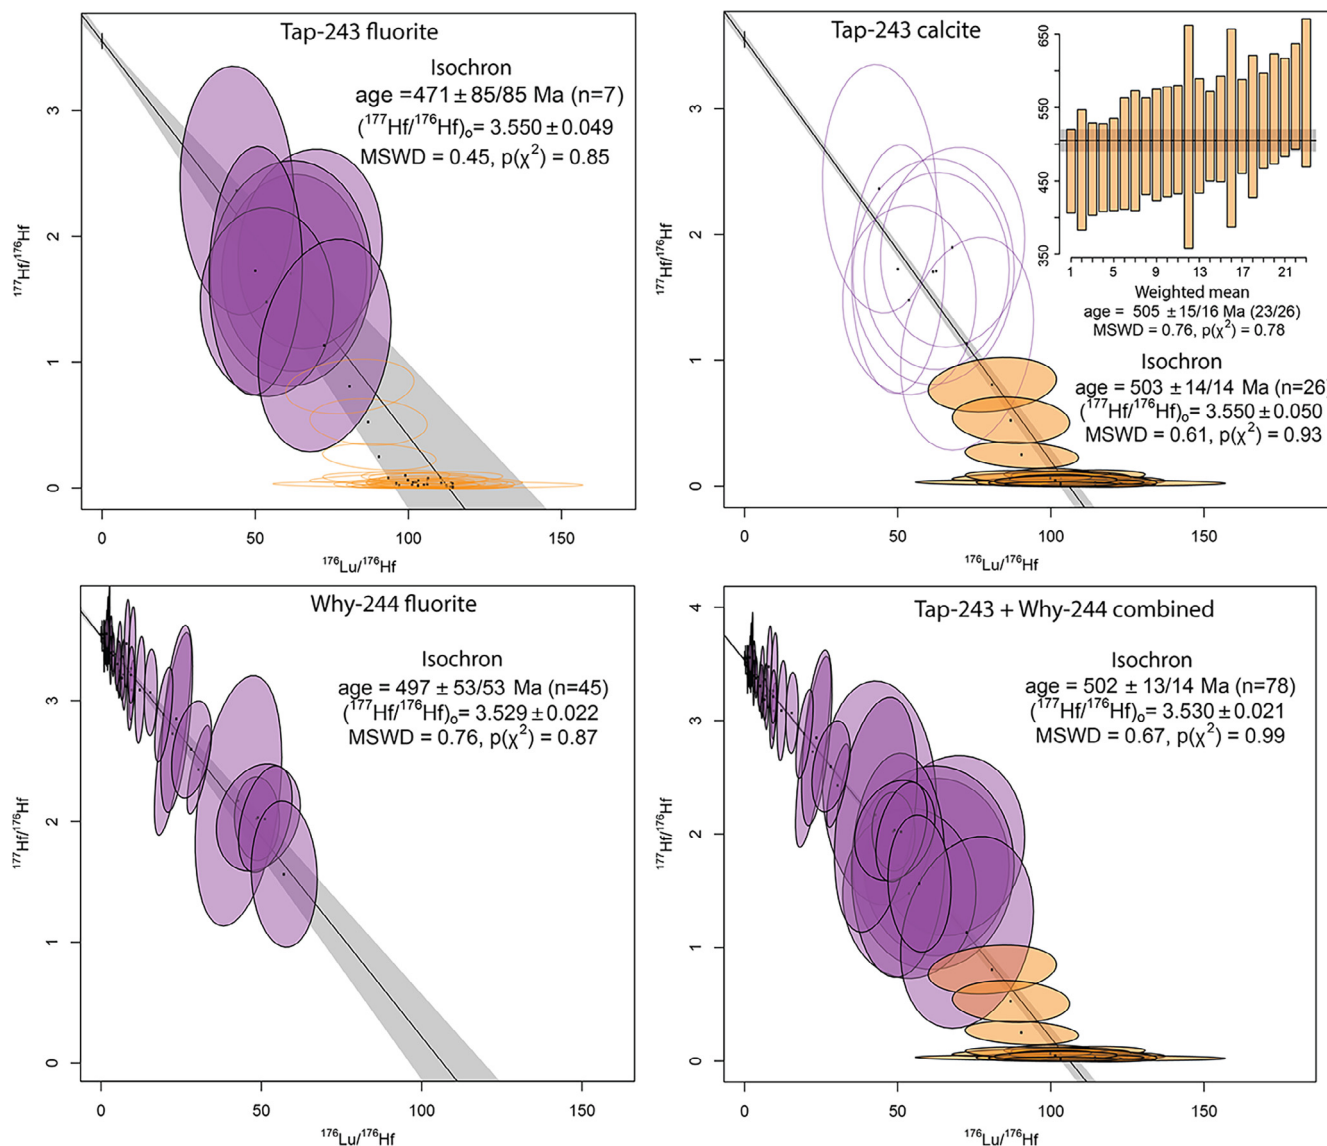 Tap-243 fluorite
Isochron
age =471 ± 85/85 Ma (n=7)
(¹⁷⁷Hf/¹⁷⁶Hf)ₒ= 3.550 ± 0.049
MSWD = 0.45, p(χ²) = 0.85
¹⁷⁷Hf/¹⁷⁶Hf
3
2
1
0
0 50 100 150
¹⁷⁶Lu/¹⁷⁶Hf
Tap-243 calcite
650
550
450
350
1 5 9 13 17 21
Weighted mean
age = 505 ±15/16 Ma (23/26)
MSWD = 0.76, p(χ²) = 0.78
Isochron
age = 503 ± 14/14 Ma (n=26)
(¹⁷⁷Hf/¹⁷⁶Hf)ₒ= 3.550 ± 0.050
MSWD = 0.61, p(χ²) = 0.93
¹⁷⁷Hf/¹⁷⁶Hf
3
2
1
0
0 50 100 150
¹⁷⁶Lu/¹⁷⁶Hf
Why-244 fluorite
Isochron
age = 497 ± 53/53 Ma (n=45)
(¹⁷⁷Hf/¹⁷⁶Hf)ₒ= 3.529 ± 0.022
MSWD = 0.76, p(χ²) = 0.87
¹⁷⁷Hf/¹⁷⁶Hf
3
2
1
0
0 50 100 150
¹⁷⁶Lu/¹⁷⁶Hf
Tap-243 + Why-244 combined
Isochron
age = 502 ± 13/14 Ma (n=78)
(¹⁷⁷Hf/¹⁷⁶Hf)ₒ= 3.530 ± 0.021
MSWD = 0.67, p(χ²) = 0.99
¹⁷⁷Hf/¹⁷⁶Hf
4
3
2
1
0
0 50 100 150
¹⁷⁶Lu/¹⁷⁶Hf